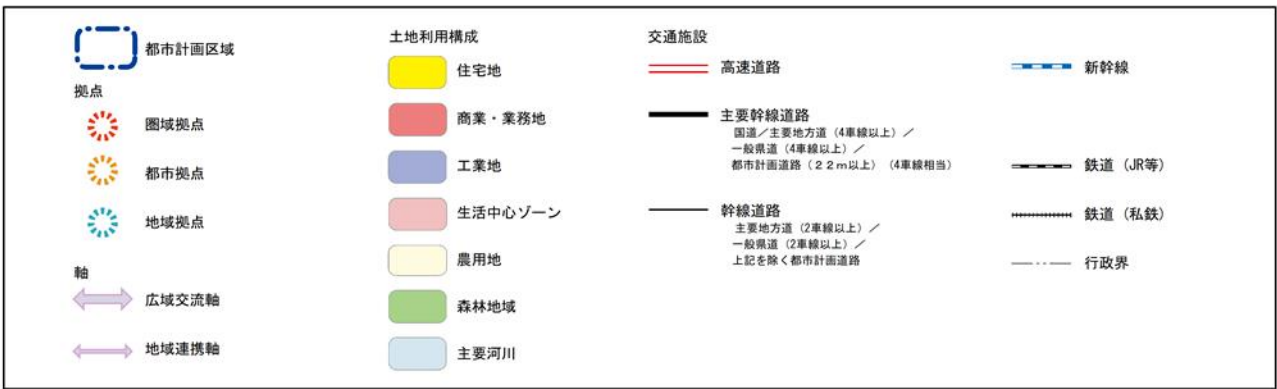 都市計画区域
拠点
圏域拠点
都市拠点
地域拠点
軸
広域交流軸
地域連携軸
土地利用構成
住宅地
商業・業務地
工業地
生活中心ゾーン
農用地
森林地域
主要河川
交通施設
高速道路
主要幹線道路
国道／主要地方道（4車線以上）／
一般県道（4車線以上）／
都市計画道路（２２ｍ以上）（4車線相当）
幹線道路
主要地方道（2車線以上）／
一般県道（2車線以上）／
上記を除く都市計画道路
新幹線
鉄道（JR等）
鉄道（私鉄）
行政界